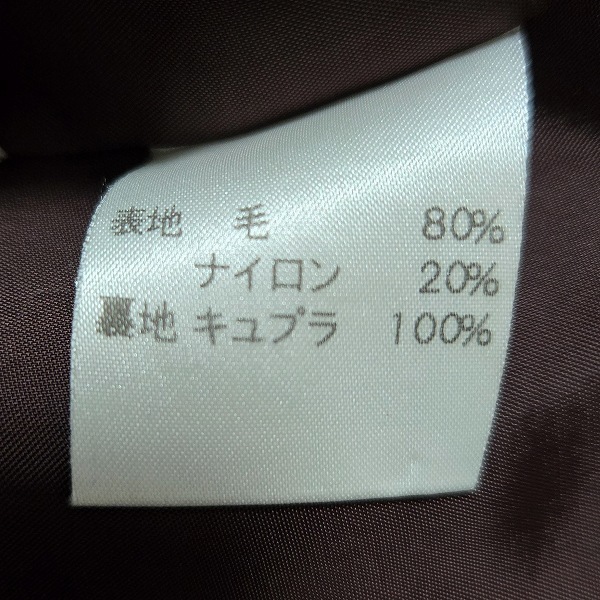 表地 毛 80%
ナイロン 20%
裏地 キュプラ 100%